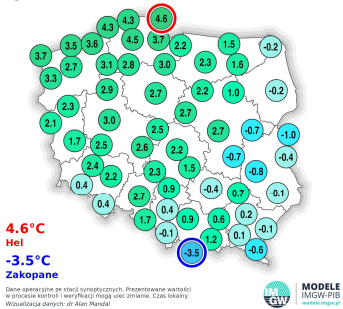 4.3 4.6
4.3
3.5 3.6 4.5 3.7 2.2 1.5 -0.2
3.7
3.3 2.7 3.1 2.8 3.0 2.3 1.6
2.9 2.7 2.2 1.0 -0.2
2.3
2.1 3.0 2.7
2.5 2.7 -0.7 -1.0
1.7 2.5 2.6 2.2 -0.7 -0.4
2.4 2.2 2.3 1.5 -0.8
0.4 2.7 0.9 -0.4 0.7 -0.1
0.4 0.4
1.7 0.9 0.6 0.2
-0.1 1.2 0.1 -0.1
-3.5 -0.6
4.6°C
Hel
-3.5°C
Zakopane
Dane operacyjne ze stacji synoptycznych. Prezentowane wartości
w procesie kontroli i weryfikacji mogą ulec zmianie. Czas lokalny.
Wizualizacja danych: dr Alan Mandal
IM
GW
MODELE
IMGW-PIB
modele.imgw.pl